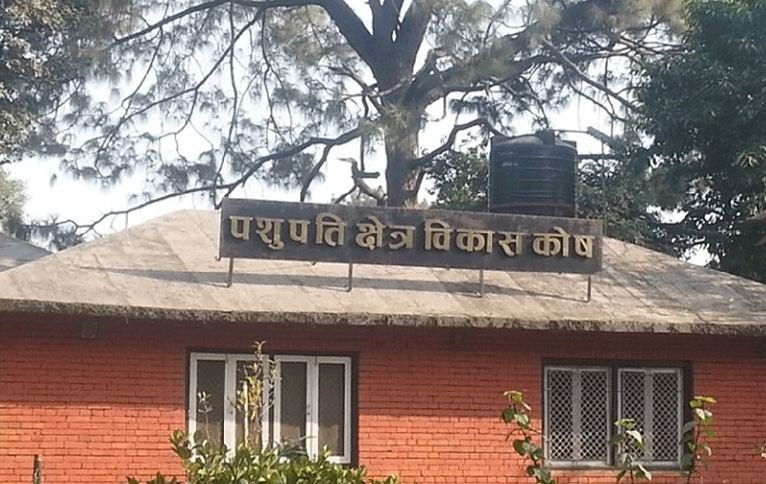 पशुपति क्षेत्र विकास कोष